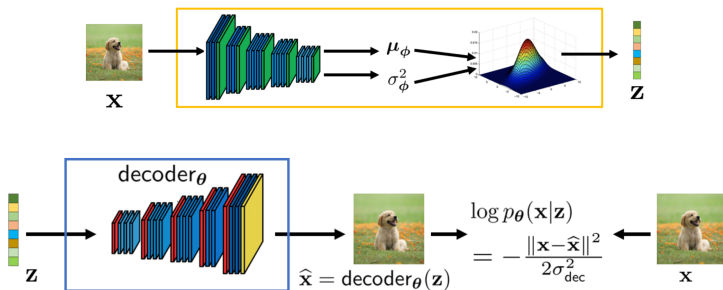 𝐱
𝝁_𝝓
σ²_𝝓
𝐳
decoder_𝜽
𝐳
x̂ = decoder_𝜽(𝐳)
log p_𝜽(𝐱|𝐳)
= − ‖𝐱−x̂‖² / 2σ²_dec
𝐱